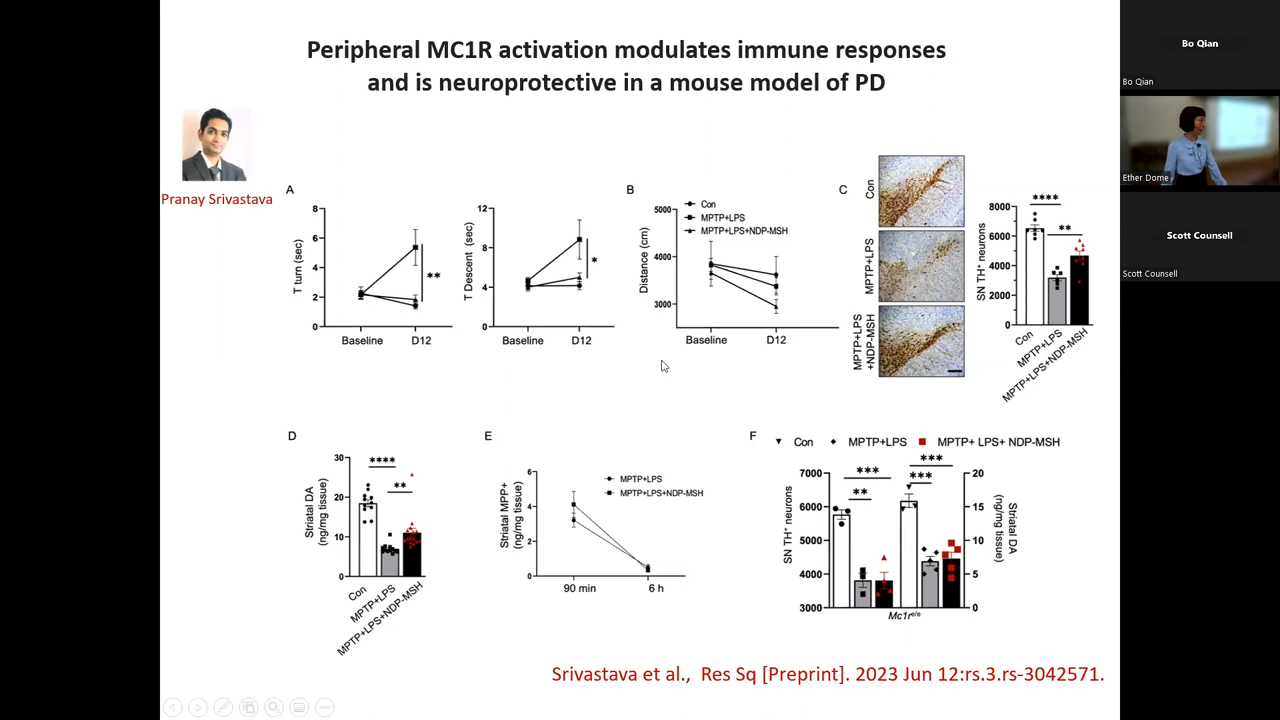 Peripheral MC1R activation modulates immune responses
and is neuroprotective in a mouse model of PD
Pranay Srivastava
A
8
6
4
2
0
T turn (sec)
**
Baseline
D12
12
8
4
0
T Descent (sec)
*
Baseline
D12
B
5000
4000
3000
Distance (cm)
Con
MPTP+LPS
MPTP+LPS+NDP-MSH
Baseline
D12
C
Con
MPTP+LPS
MPTP+LPS
+NDP-MSH
8000
6000
4000
2000
0
SN TH⁺ neurons
****
**
Con
MPTP+LPS
MPTP+LPS+NDP-MSH
D
30
20
10
0
Striatal DA
(ng/mg tissue)
****
**
Con
MPTP+LPS
MPTP+LPS+NDP-MSH
E
6
4
2
0
Striatal MPP+
(ng/mg tissue)
MPTP+LPS
MPTP+LPS+NDP-MSH
90 min
6 h
F
Con
MPTP+LPS
MPTP+ LPS+ NDP-MSH
7000
6000
5000
4000
3000
SN TH⁺ neurons
***
**
***
***
20
15
10
5
0
Striatal DA
(ng/mg tissue)
Mc1rᵉ/ᵉ
Srivastava et al., Res Sq [Preprint]. 2023 Jun 12:rs.3.rs-3042571.
Bo Qian
Bo Qian
Ether Dome
Scott Counsell
Scott Counsell